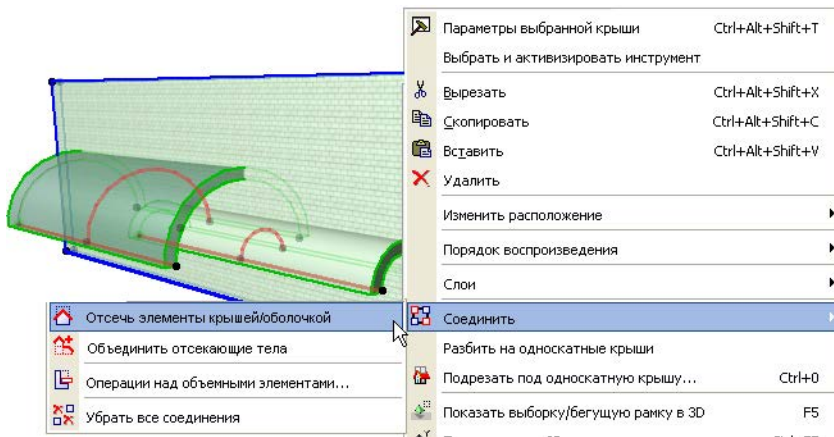 Параметры выбранной крыши Ctrl+Alt+Shift+T
Выбрать и активизировать инструмент
Вырезать Ctrl+Alt+Shift+X
Скопировать Ctrl+Alt+Shift+C
Вставить Ctrl+Alt+Shift+V
Удалить
Изменить расположение
Порядок воспроизведения
Слои
Соединить
Отсечь элементы крышей/оболочкой
Объединить отсекающие тела
Операции над объемными элементами...
Убрать все соединения
Разбить на односкатные крыши
Подрезать под односкатную крышу... Ctrl+0
Показать выборку/бегущую рамку в 3D F5